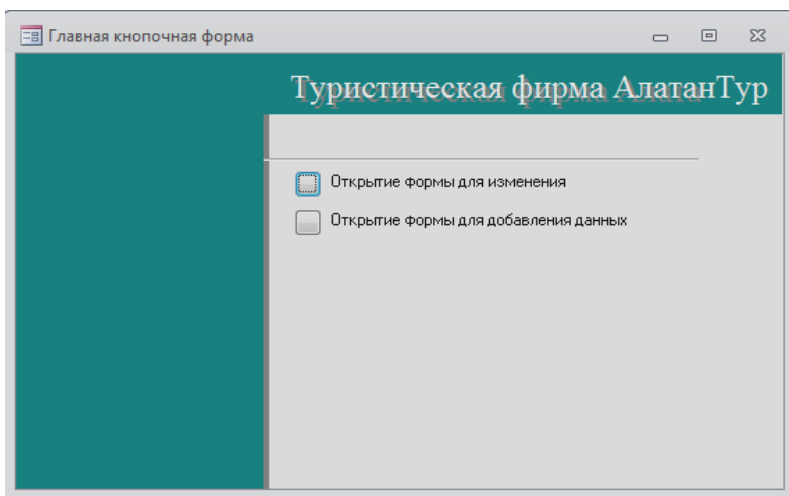 Главная кнопочная форма
Туристическая фирма АлатанТур
Открытие формы для изменения
Открытие формы для добавления данных